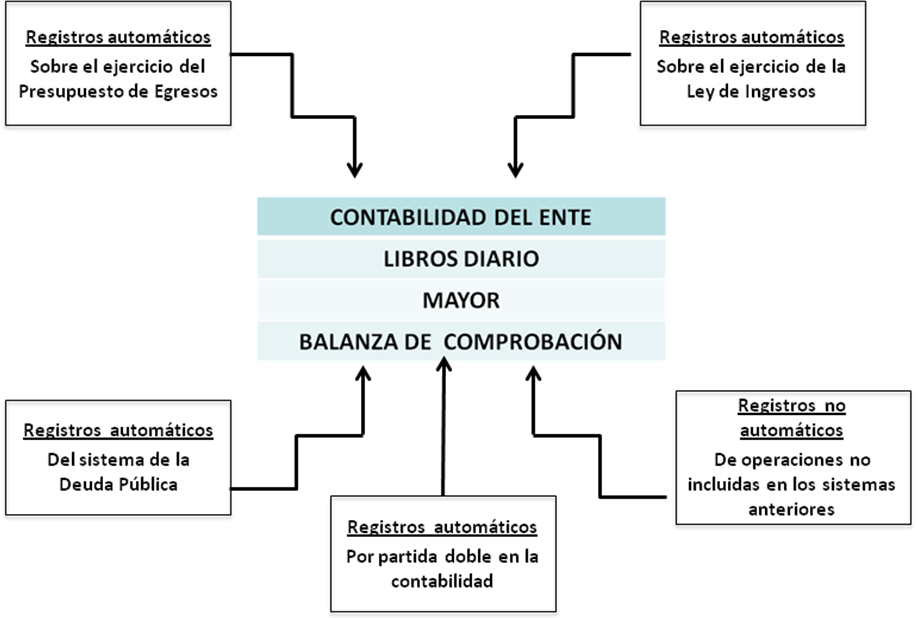 Registros automáticos
Sobre el ejercicio del
Presupuesto de Egresos
Registros automáticos
Sobre el ejercicio de la
Ley de Ingresos
CONTABILIDAD DEL ENTE
LIBROS DIARIO
MAYOR
BALANZA DE COMPROBACIÓN
Registros automáticos
Del sistema de la
Deuda Pública
Registros automáticos
Por partida doble en la
contabilidad
Registros no
automáticos
De operaciones no
incluidas en los sistemas
anteriores